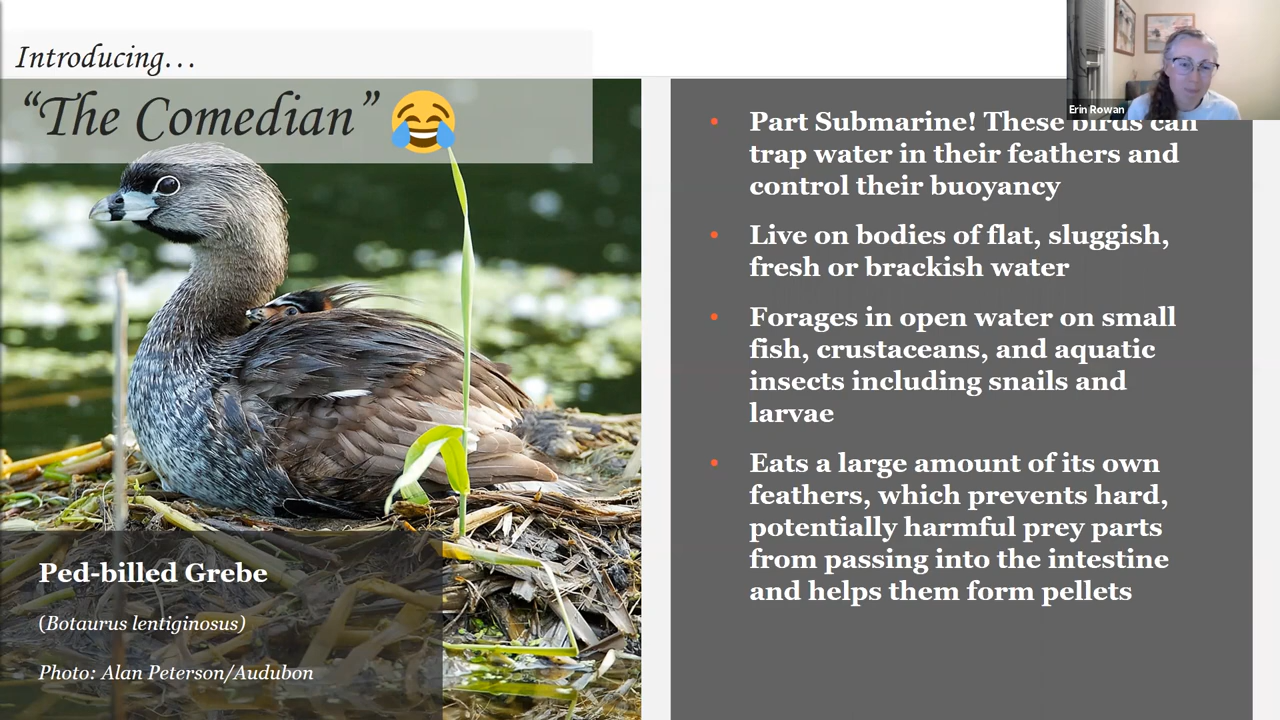 Introducing…
“The Comedian” 😂
Ped-billed Grebe
(Botaurus lentiginosus)
Photo: Alan Peterson/Audubon
Erin Rowan
• Part Submarine! These birds can
trap water in their feathers and
control their buoyancy
• Live on bodies of flat, sluggish,
fresh or brackish water
• Forages in open water on small
fish, crustaceans, and aquatic
insects including snails and
larvae
• Eats a large amount of its own
feathers, which prevents hard,
potentially harmful prey parts
from passing into the intestine
and helps them form pellets